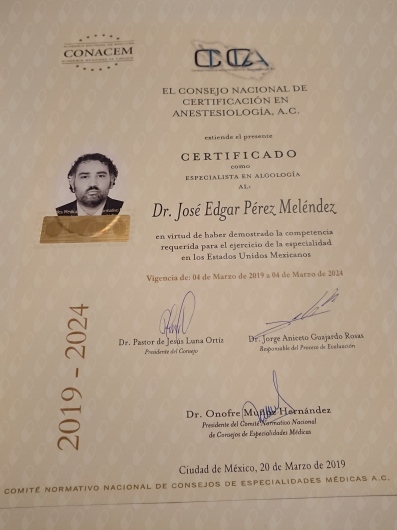 CONACEM
EL CONSEJO NACIONAL DE
CERTIFICACIÓN EN
ANESTESIOLOGÍA, A.C.
extiende el presente
CERTIFICADO
como
ESPECIALISTA EN ALGOLOGÍA
AL:
Dr. José Edgar Pérez Meléndez
en virtud de haber demostrado la competencia
requerida para el ejercicio de la especialidad
en los Estados Unidos Mexicanos
Vigencia de: 04 de Marzo de 2019 a 04 de Marzo de 2024
2019 - 2024
Dr. Pastor de Jesús Luna Ortiz
Presidente del Consejo
Dr. Jorge Aniceto Guajardo Rosas
Responsable del Proceso de Evaluación
Dr. Onofre Muñoz Hernández
Presidente del Comité Normativo Nacional
de Consejos de Especialidades Médicas
Ciudad de México, 20 de Marzo de 2019
COMITÉ NORMATIVO NACIONAL DE CONSEJOS DE ESPECIALIDADES MÉDICAS A.C.